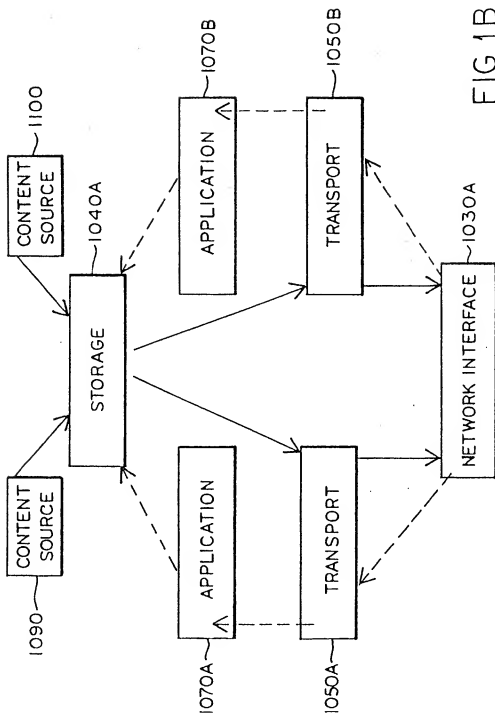 1090
CONTENT
SOURCE
CONTENT
SOURCE
1100
STORAGE
1040A
1070A
APPLICATION
APPLICATION
1070B
1050A
TRANSPORT
TRANSPORT
1050B
NETWORK INTERFACE
1030A
FIG 1B